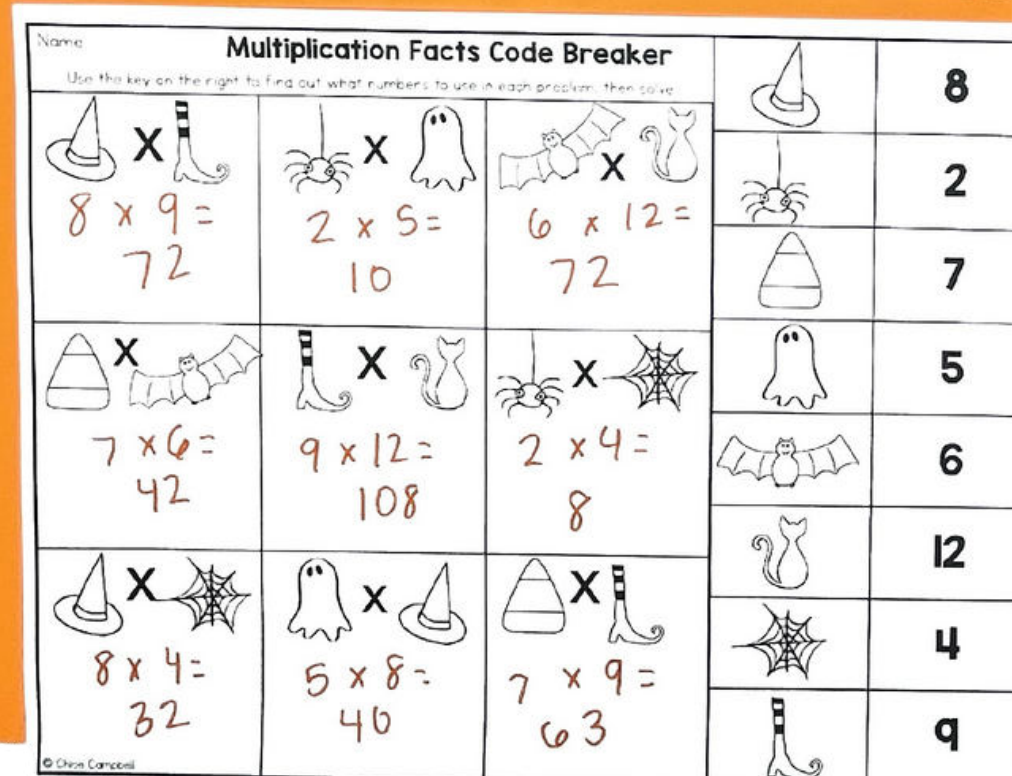 Name
Multiplication Facts Code Breaker
Use the key on the right to find out what numbers to use in each problem, then solve
X
8 x 9 =
72
X
2 x 5 =
10
X
6 x 12 =
72
X
7 x 6 =
42
X
9 x 12 =
108
X
2 x 4 =
8
X
8 x 4 =
32
X
5 x 8 =
40
X
7 x 9 =
63
8
2
7
5
6
12
4
9
© Chloe Campbell